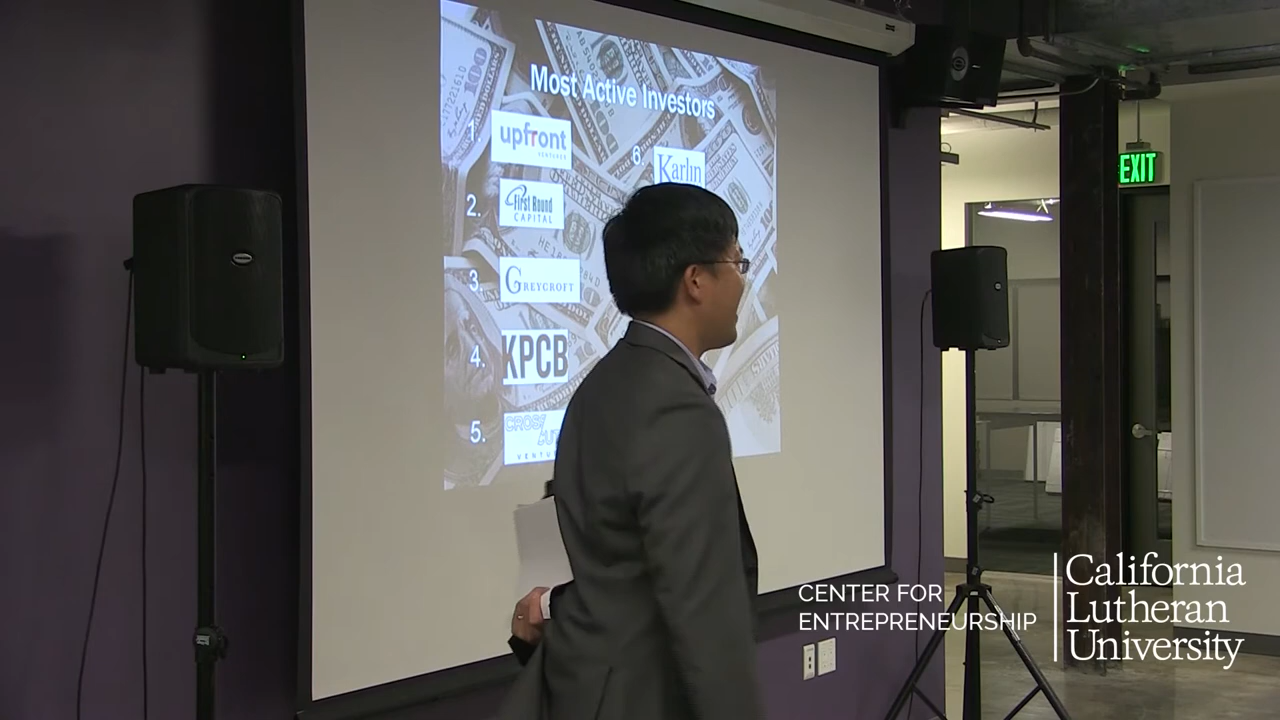 Most Active Investors
1.
upfront
VENTURES
2.
First Round
CAPITAL
3.
GREYCROFT
4.
KPCB
5.
6.
Karlin
EXIT
CENTER FOR
ENTREPRENEURSHIP
California
Lutheran
University